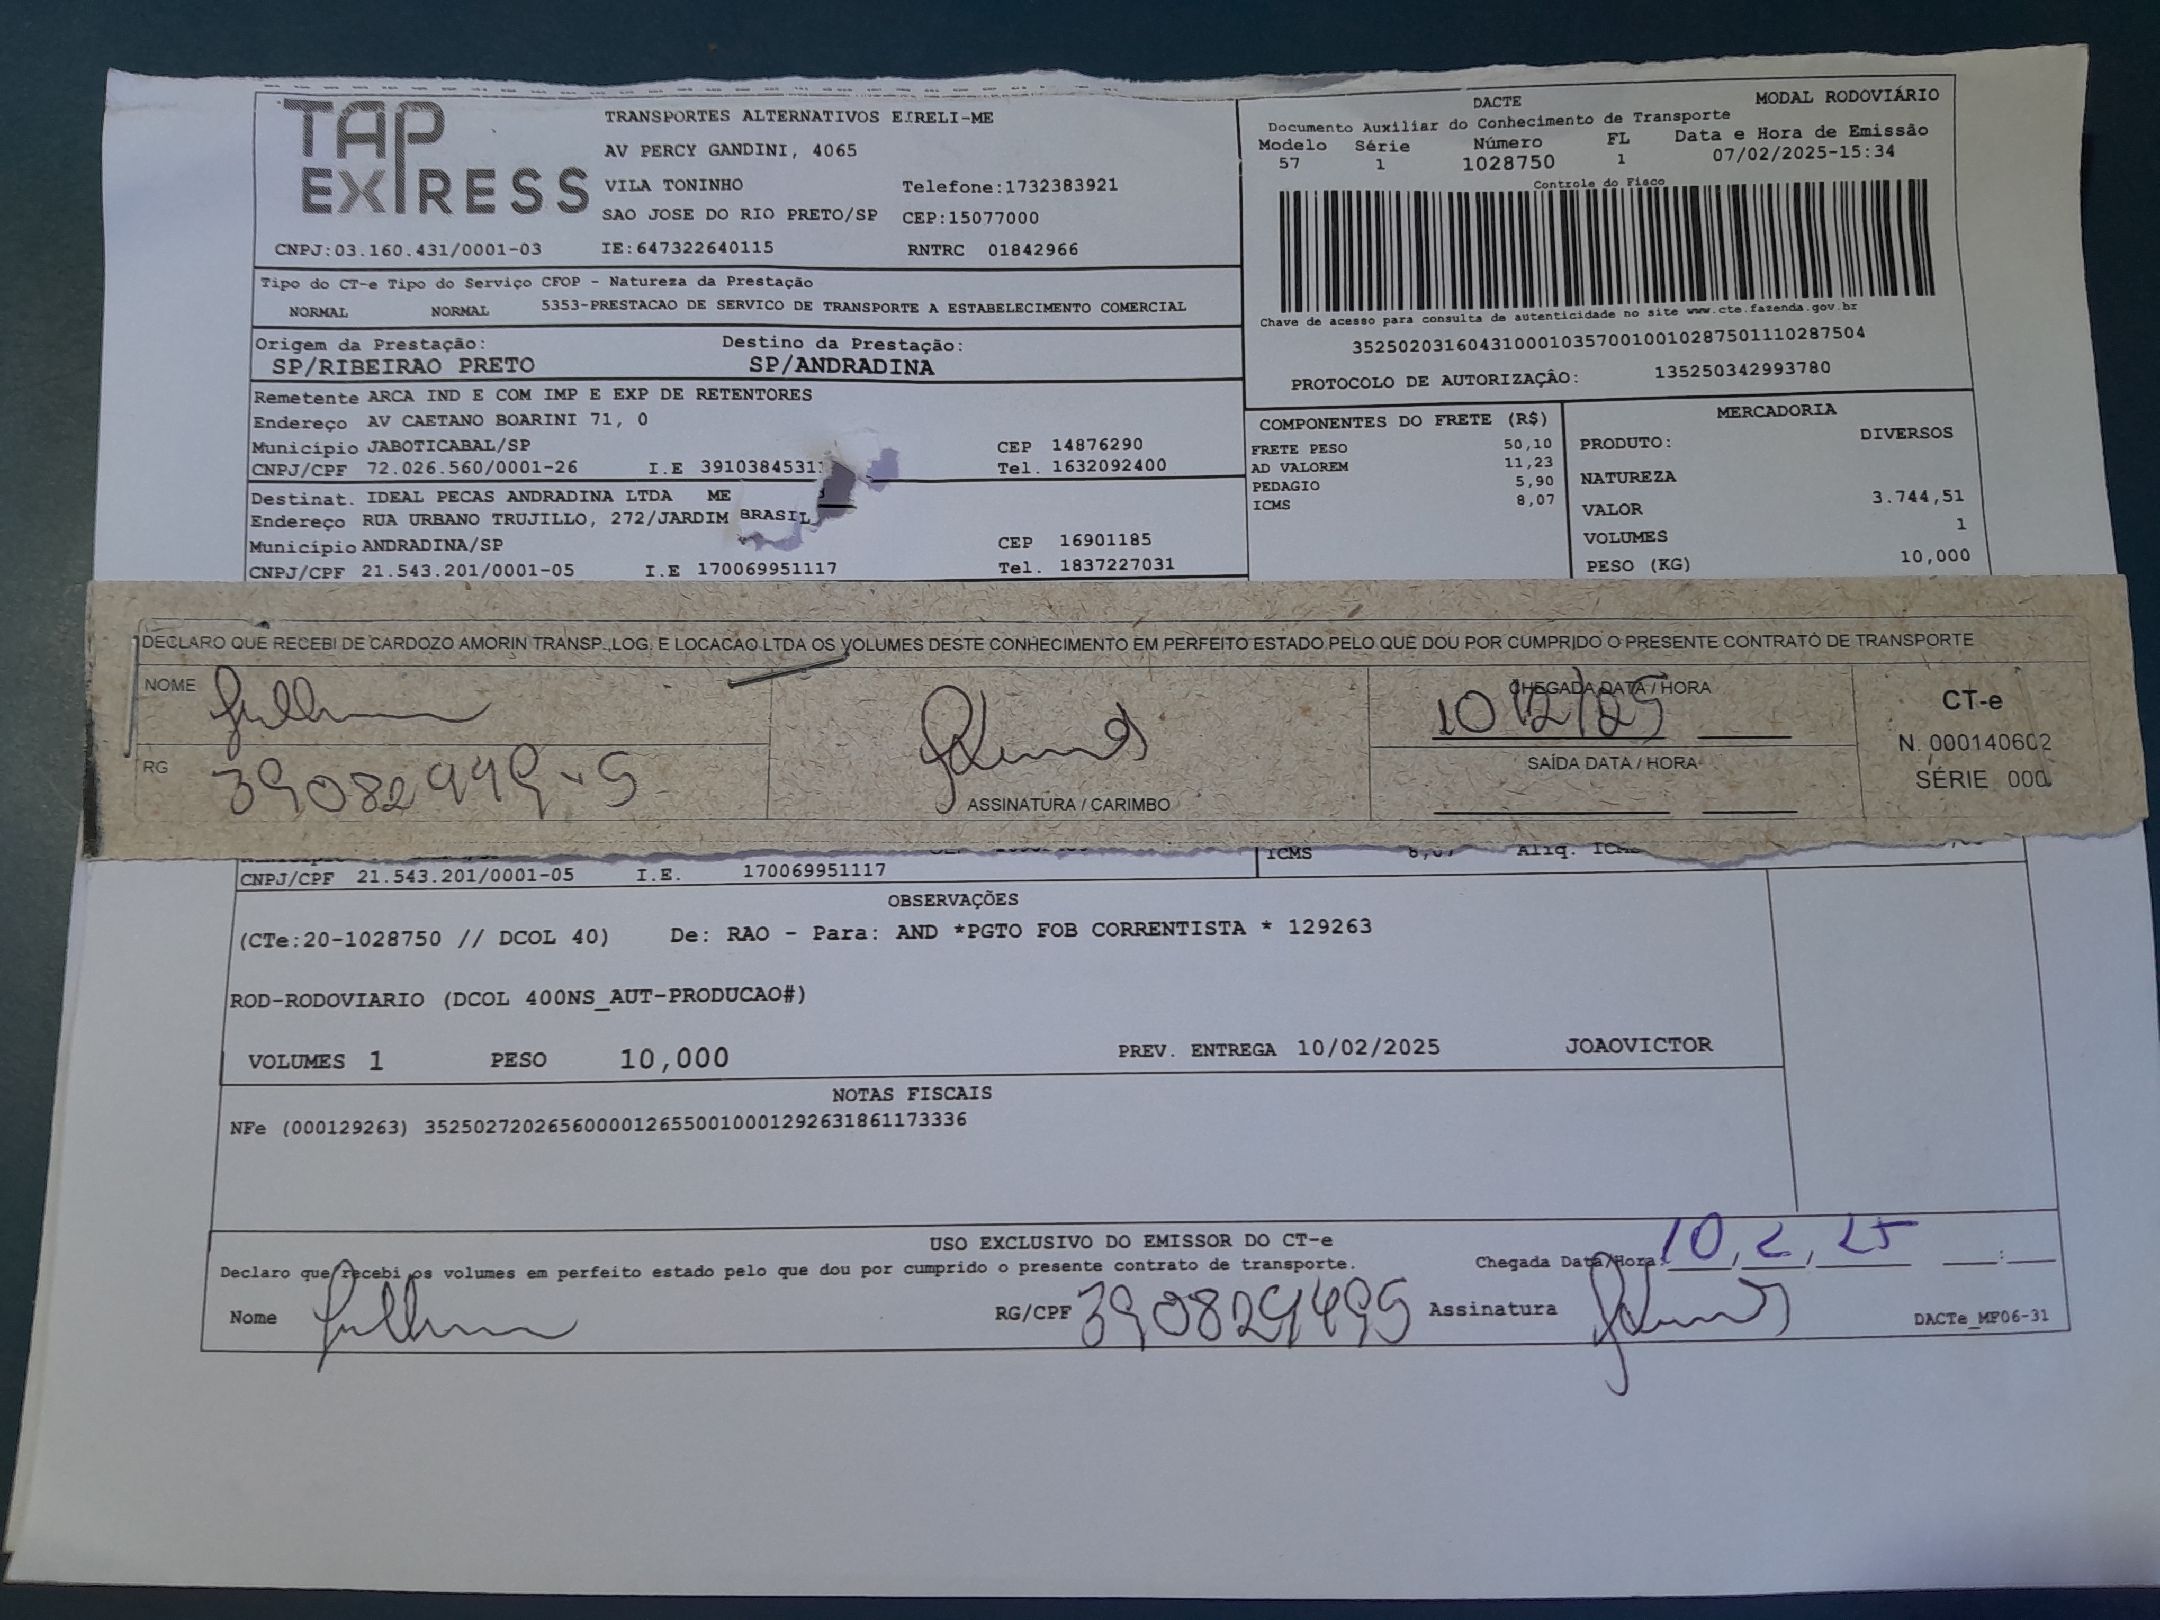 TAP EXPRESS
TRANSPORTES ALTERNATIVOS EIRELI-ME
AV PERCY GANDINI, 4065
VILA TONINHO Telefone:1732383921
SAO JOSE DO RIO PRETO/SP CEP:15077000
CNPJ:03.160.431/0001-03 IE:647322640115 RNTRC 01842966
DACTE MODAL RODOVIÁRIO
Documento Auxiliar do Conhecimento de Transporte
Modelo Série Número FL Data e Hora de Emissão
57 1 1028750 1 07/02/2025-15:34
Controle do Fisco
Chave de acesso para consulta de autenticidade no site www.cte.fazenda.gov.br
35250203160431000103570010010287501110287504
PROTOCOLO DE AUTORIZAÇÃO: 135250342993780
Tipo do CT-e Tipo do Serviço CFOP - Natureza da Prestação
NORMAL NORMAL 5353-PRESTACAO DE SERVICO DE TRANSPORTE A ESTABELECIMENTO COMERCIAL
Origem da Prestação: Destino da Prestação:
SP/RIBEIRAO PRETO SP/ANDRADINA
Remetente ARCA IND E COM IMP E EXP DE RETENTORES
Endereço AV CAETANO BOARINI 71, 0
Município JABOTICABAL/SP CEP 14876290
CNPJ/CPF 72.026.560/0001-26 I.E 39103845311 Tel. 1632092400
Destinat. IDEAL PECAS ANDRADINA LTDA ME
Endereço RUA URBANO TRUJILLO, 272/JARDIM BRASIL
Município ANDRADINA/SP CEP 16901185
CNPJ/CPF 21.543.201/0001-05 I.E 170069951117 Tel. 1837227031
COMPONENTES DO FRETE (R$)
FRETE PESO 50,10
AD VALOREM 11,23
PEDAGIO 5,90
ICMS 8,07
MERCADORIA
PRODUTO: DIVERSOS
NATUREZA
VALOR 3.744,51
VOLUMES 1
PESO (KG) 10,000
DECLARO QUE RECEBI DE CARDOZO AMORIN TRANSP.,LOG. E LOCACAO LTDA OS VOLUMES DESTE CONHECIMENTO EM PERFEITO ESTADO PELO QUE DOU POR CUMPRIDO O PRESENTE CONTRATO DE TRANSPORTE
NOME
RG
ASSINATURA / CARIMBO
CHEGADA DATA / HORA
10/2/25
SAÍDA DATA / HORA
CT-e
N. 000140602
SÉRIE 000
ICMS 8,07 Aliq.
CNPJ/CPF 21.543.201/0001-05 I.E. 170069951117
OBSERVAÇÕES
(CTe:20-1028750 // DCOL 40) De: RAO - Para: AND *PGTO FOB CORRENTISTA * 129263
ROD-RODOVIARIO (DCOL 400NS_AUT-PRODUCAO#)
VOLUMES 1 PESO 10,000 PREV. ENTREGA 10/02/2025 JOAOVICTOR
NOTAS FISCAIS
NFe (000129263) 35250272026560000126550010001292631861173336
USO EXCLUSIVO DO EMISSOR DO CT-e
Declaro que recebi os volumes em perfeito estado pelo que dou por cumprido o presente contrato de transporte. Chegada Data/Hora: 10, 2, 25 :
Nome RG/CPF Assinatura DACTe_MF06-31